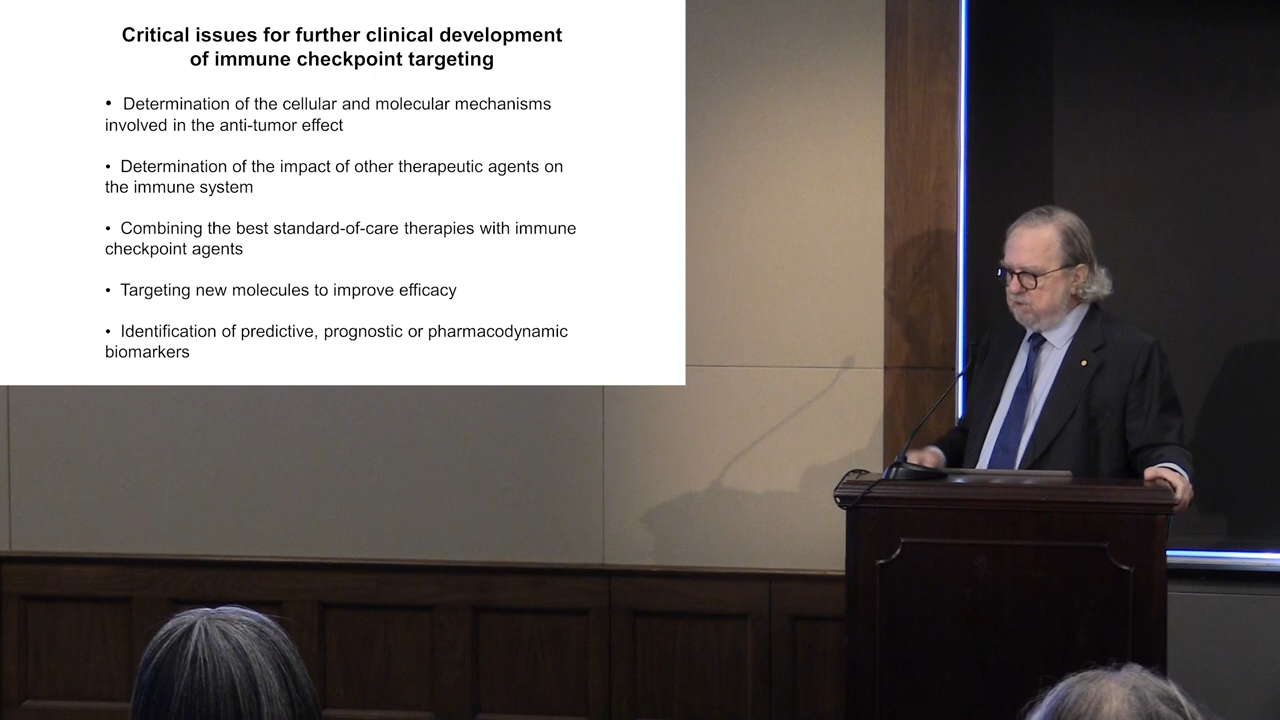 Critical issues for further clinical development
of immune checkpoint targeting
• Determination of the cellular and molecular mechanisms
involved in the anti-tumor effect
• Determination of the impact of other therapeutic agents on
the immune system
• Combining the best standard-of-care therapies with immune
checkpoint agents
• Targeting new molecules to improve efficacy
• Identification of predictive, prognostic or pharmacodynamic
biomarkers